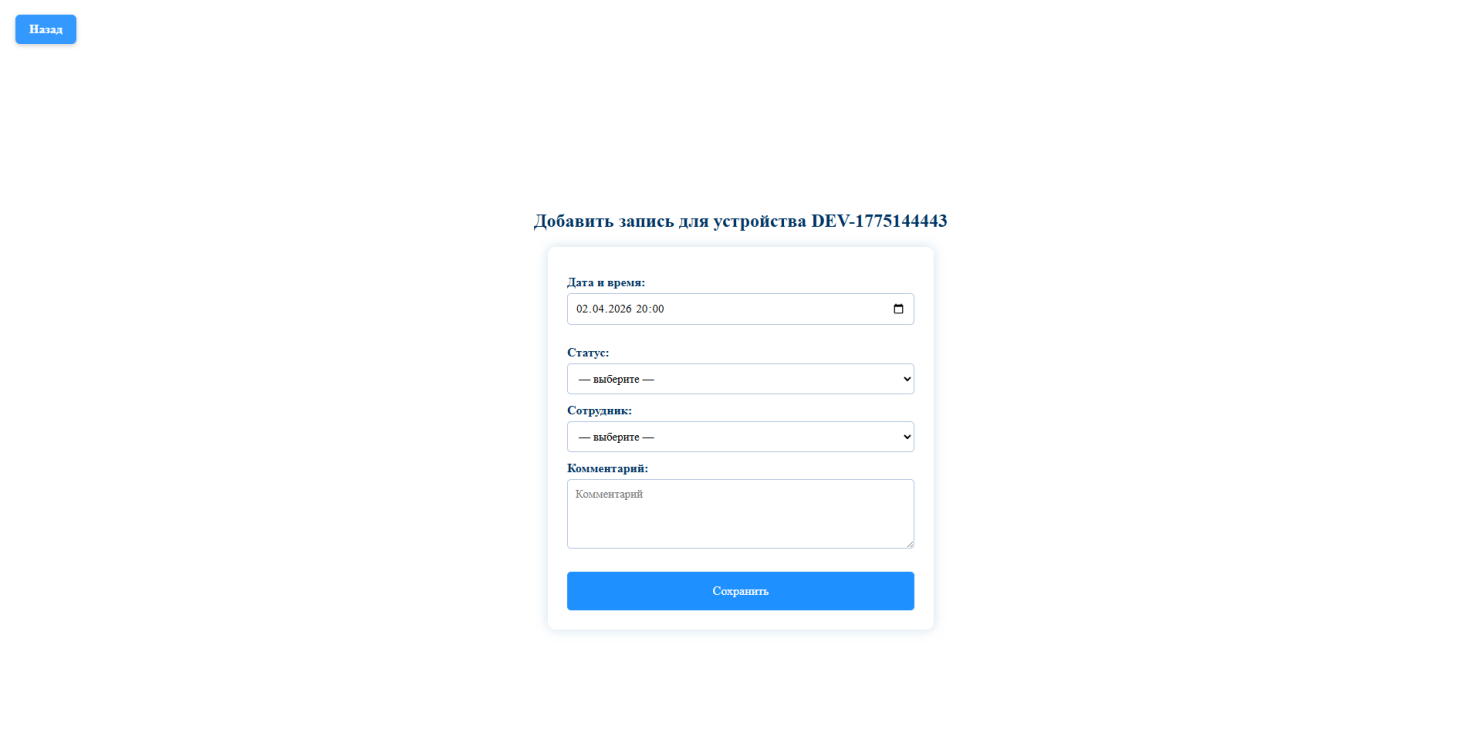 Назад
Добавить запись для устройства DEV-1775144443
Дата и время:
02.04.2026 20:00
Статус:
— выберите —
Сотрудник:
— выберите —
Комментарий:
Комментарий
Сохранить